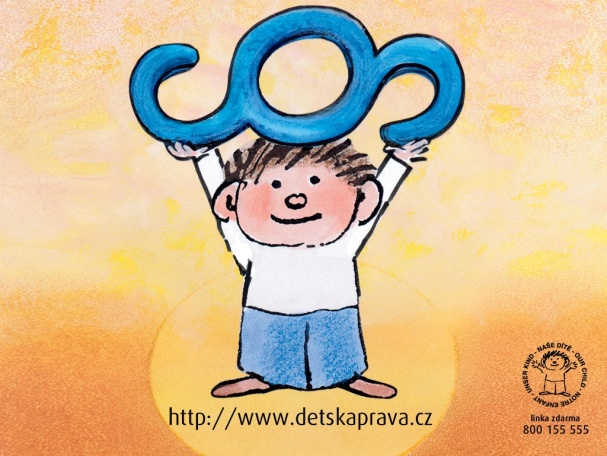 http://www.detskaprava.cz
UNSER KIND - NAŠE DÍTĚ - OUR CHILD - NOTRE ENFANT -
linka zdarma
800 155 555